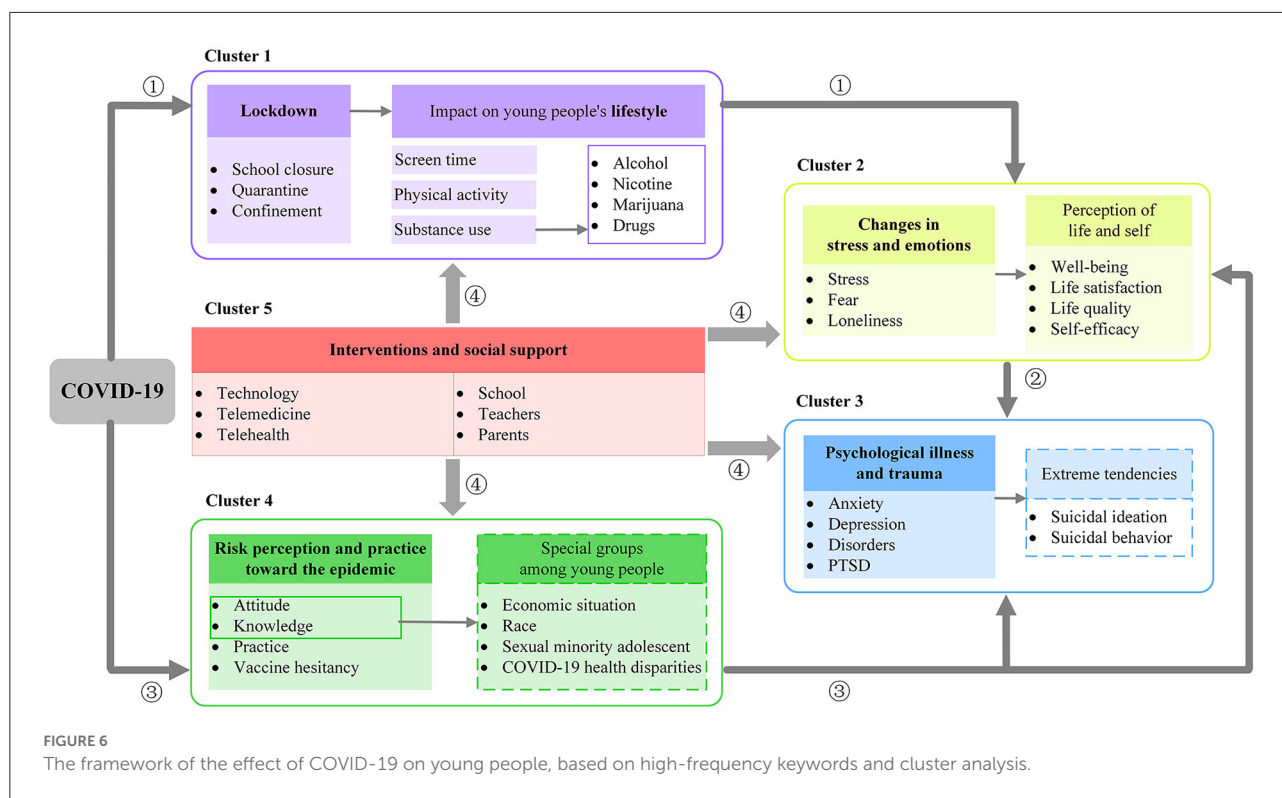 Cluster 1
①
①
Lockdown
Impact on young people's lifestyle
• School closure
• Quarantine
• Confinement
Screen time
Physical activity
Substance use
• Alcohol
• Nicotine
• Marijuana
• Drugs
Cluster 2
Changes in
stress and emotions
• Stress
• Fear
• Loneliness
Perception of
life and self
• Well-being
• Life satisfaction
• Life quality
• Self-efficacy
④
Cluster 5
④
Interventions and social support
• Technology
• Telemedicine
• Telehealth
• School
• Teachers
• Parents
COVID-19
②
Cluster 3
④
④
Psychological illness
and trauma
• Anxiety
• Depression
• Disorders
• PTSD
Extreme tendencies
• Suicidal ideation
• Suicidal behavior
Cluster 4
Risk perception and practice
toward the epidemic
• Attitude
• Knowledge
• Practice
• Vaccine hesitancy
Special groups
among young people
• Economic situation
• Race
• Sexual minority adolescent
• COVID-19 health disparities
③
③
FIGURE 6
The framework of the effect of COVID-19 on young people, based on high-frequency keywords and cluster analysis.